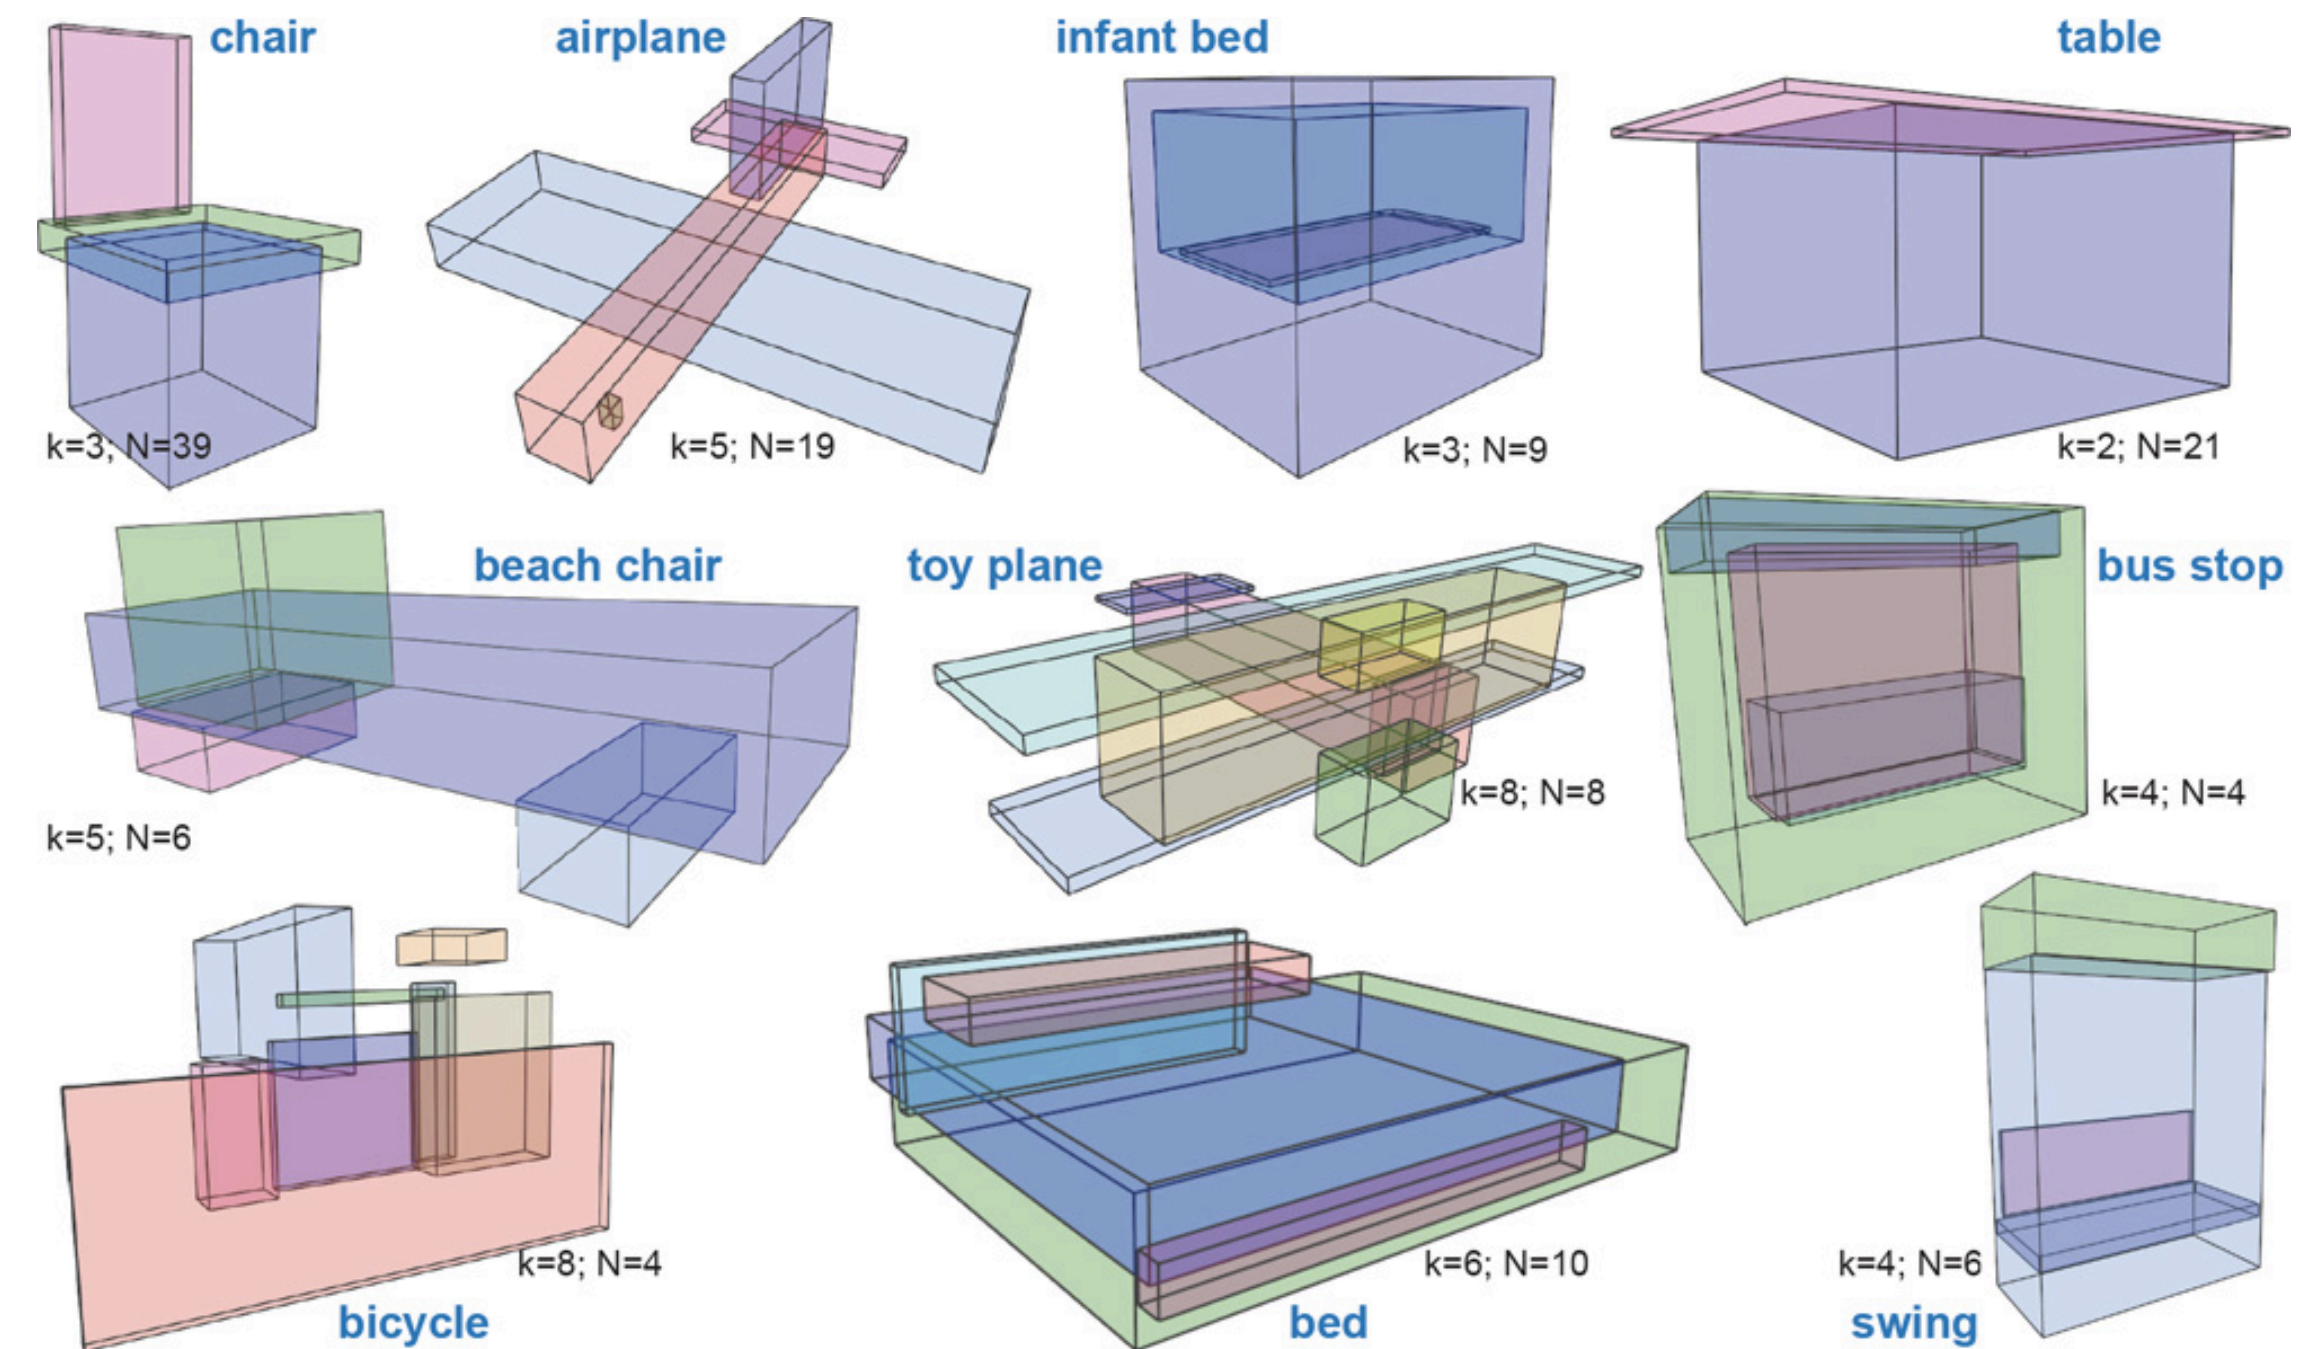 chair
airplane
infant bed
table
k=3; N=39
k=5; N=19
k=3; N=9
k=2; N=21
beach chair
toy plane
bus stop
k=5; N=6
k=8; N=8
k=4; N=4
k=8; N=4
k=6; N=10
k=4; N=6
bicycle
bed
swing